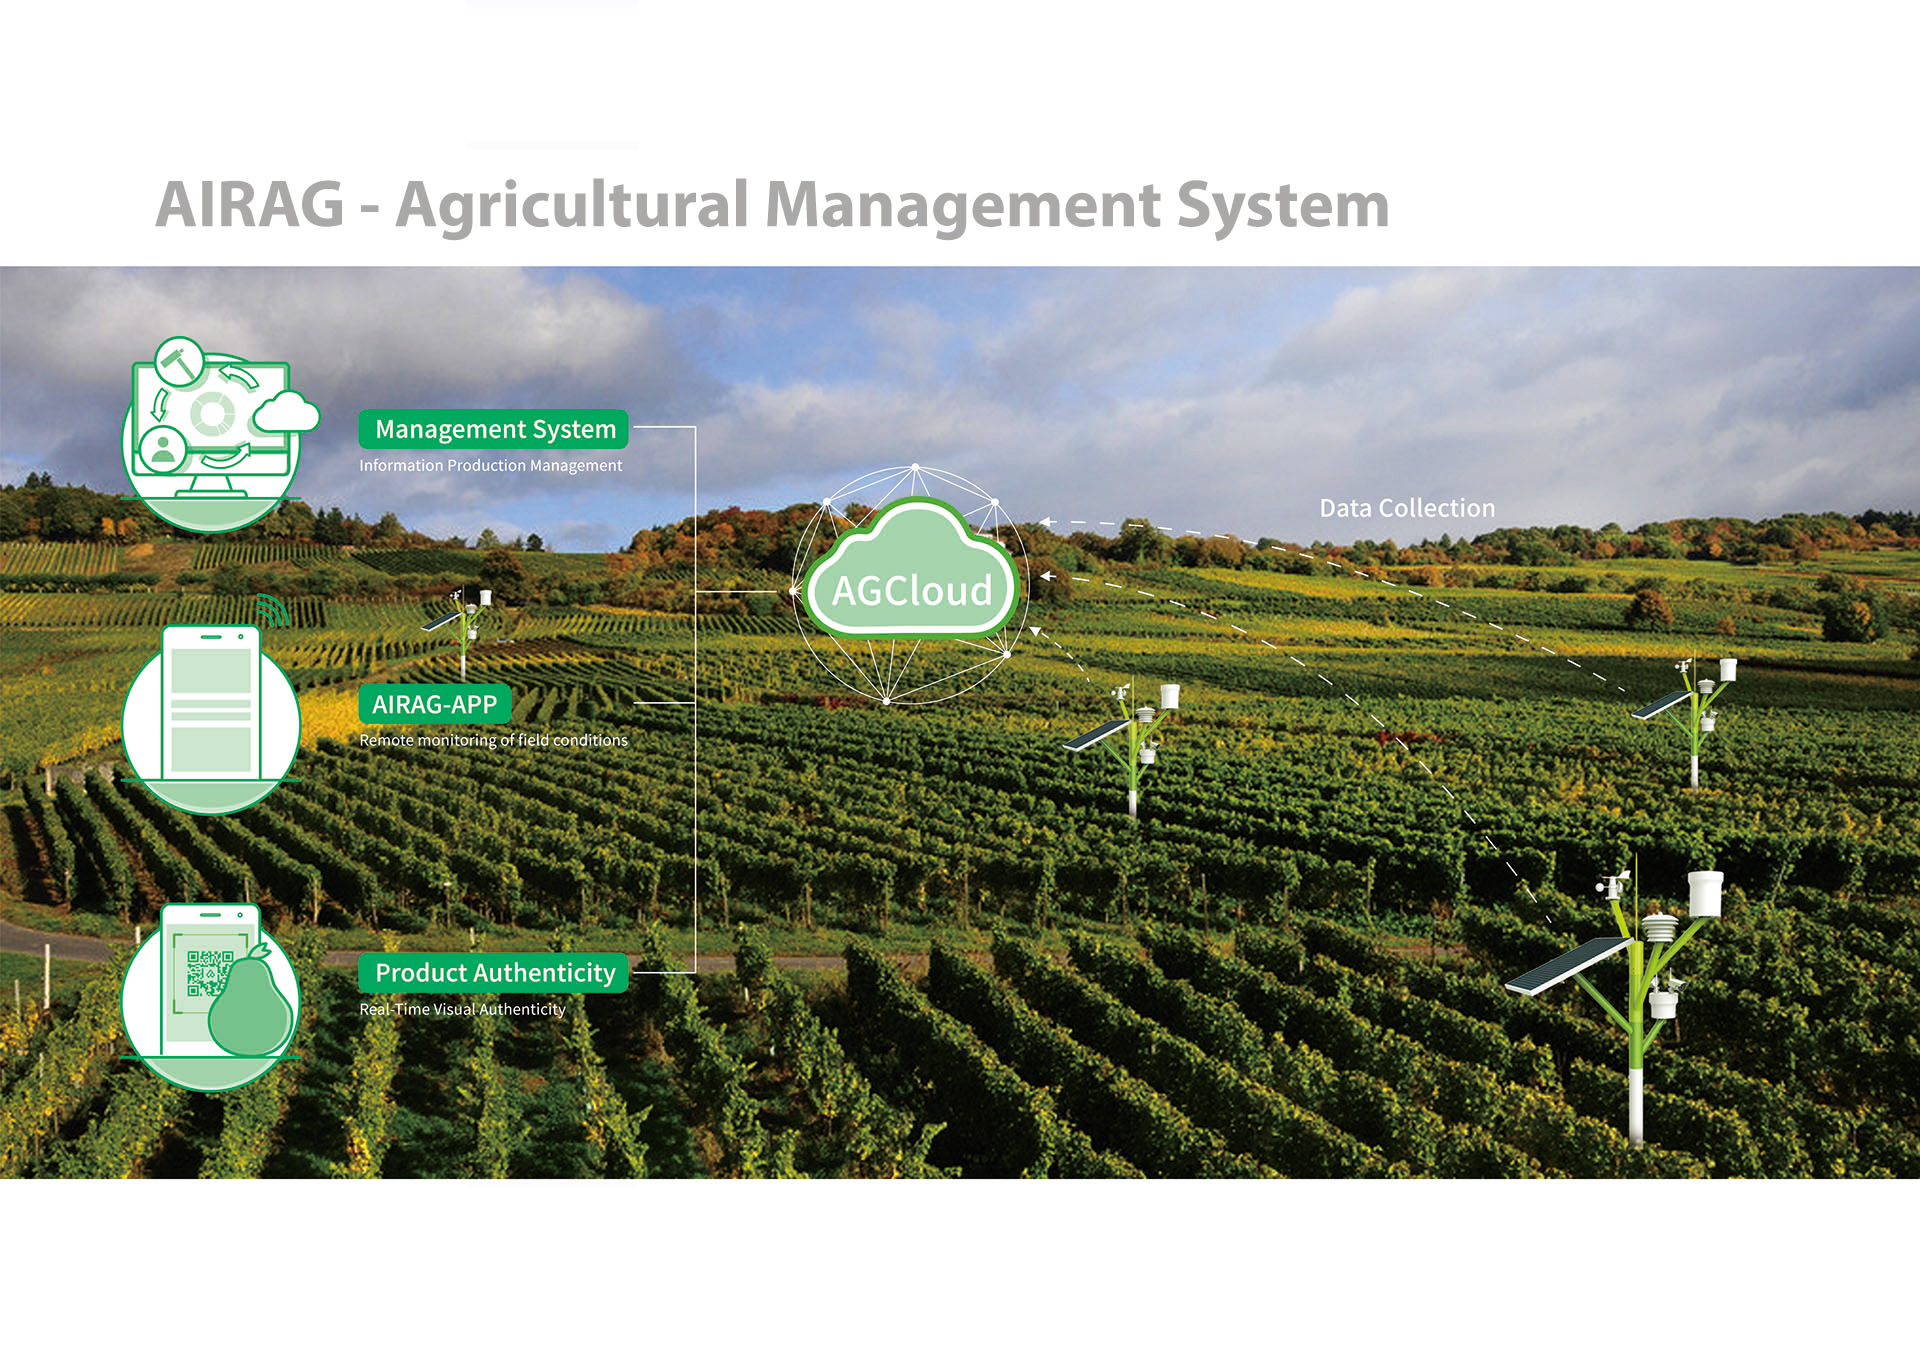 AIRAG - Agricultural Management System
Management System
Information Production Management
Data Collection
AGCloud
AIRAG-APP
Remote monitoring of field conditions
Product Authenticity
Real-Time Visual Authenticity